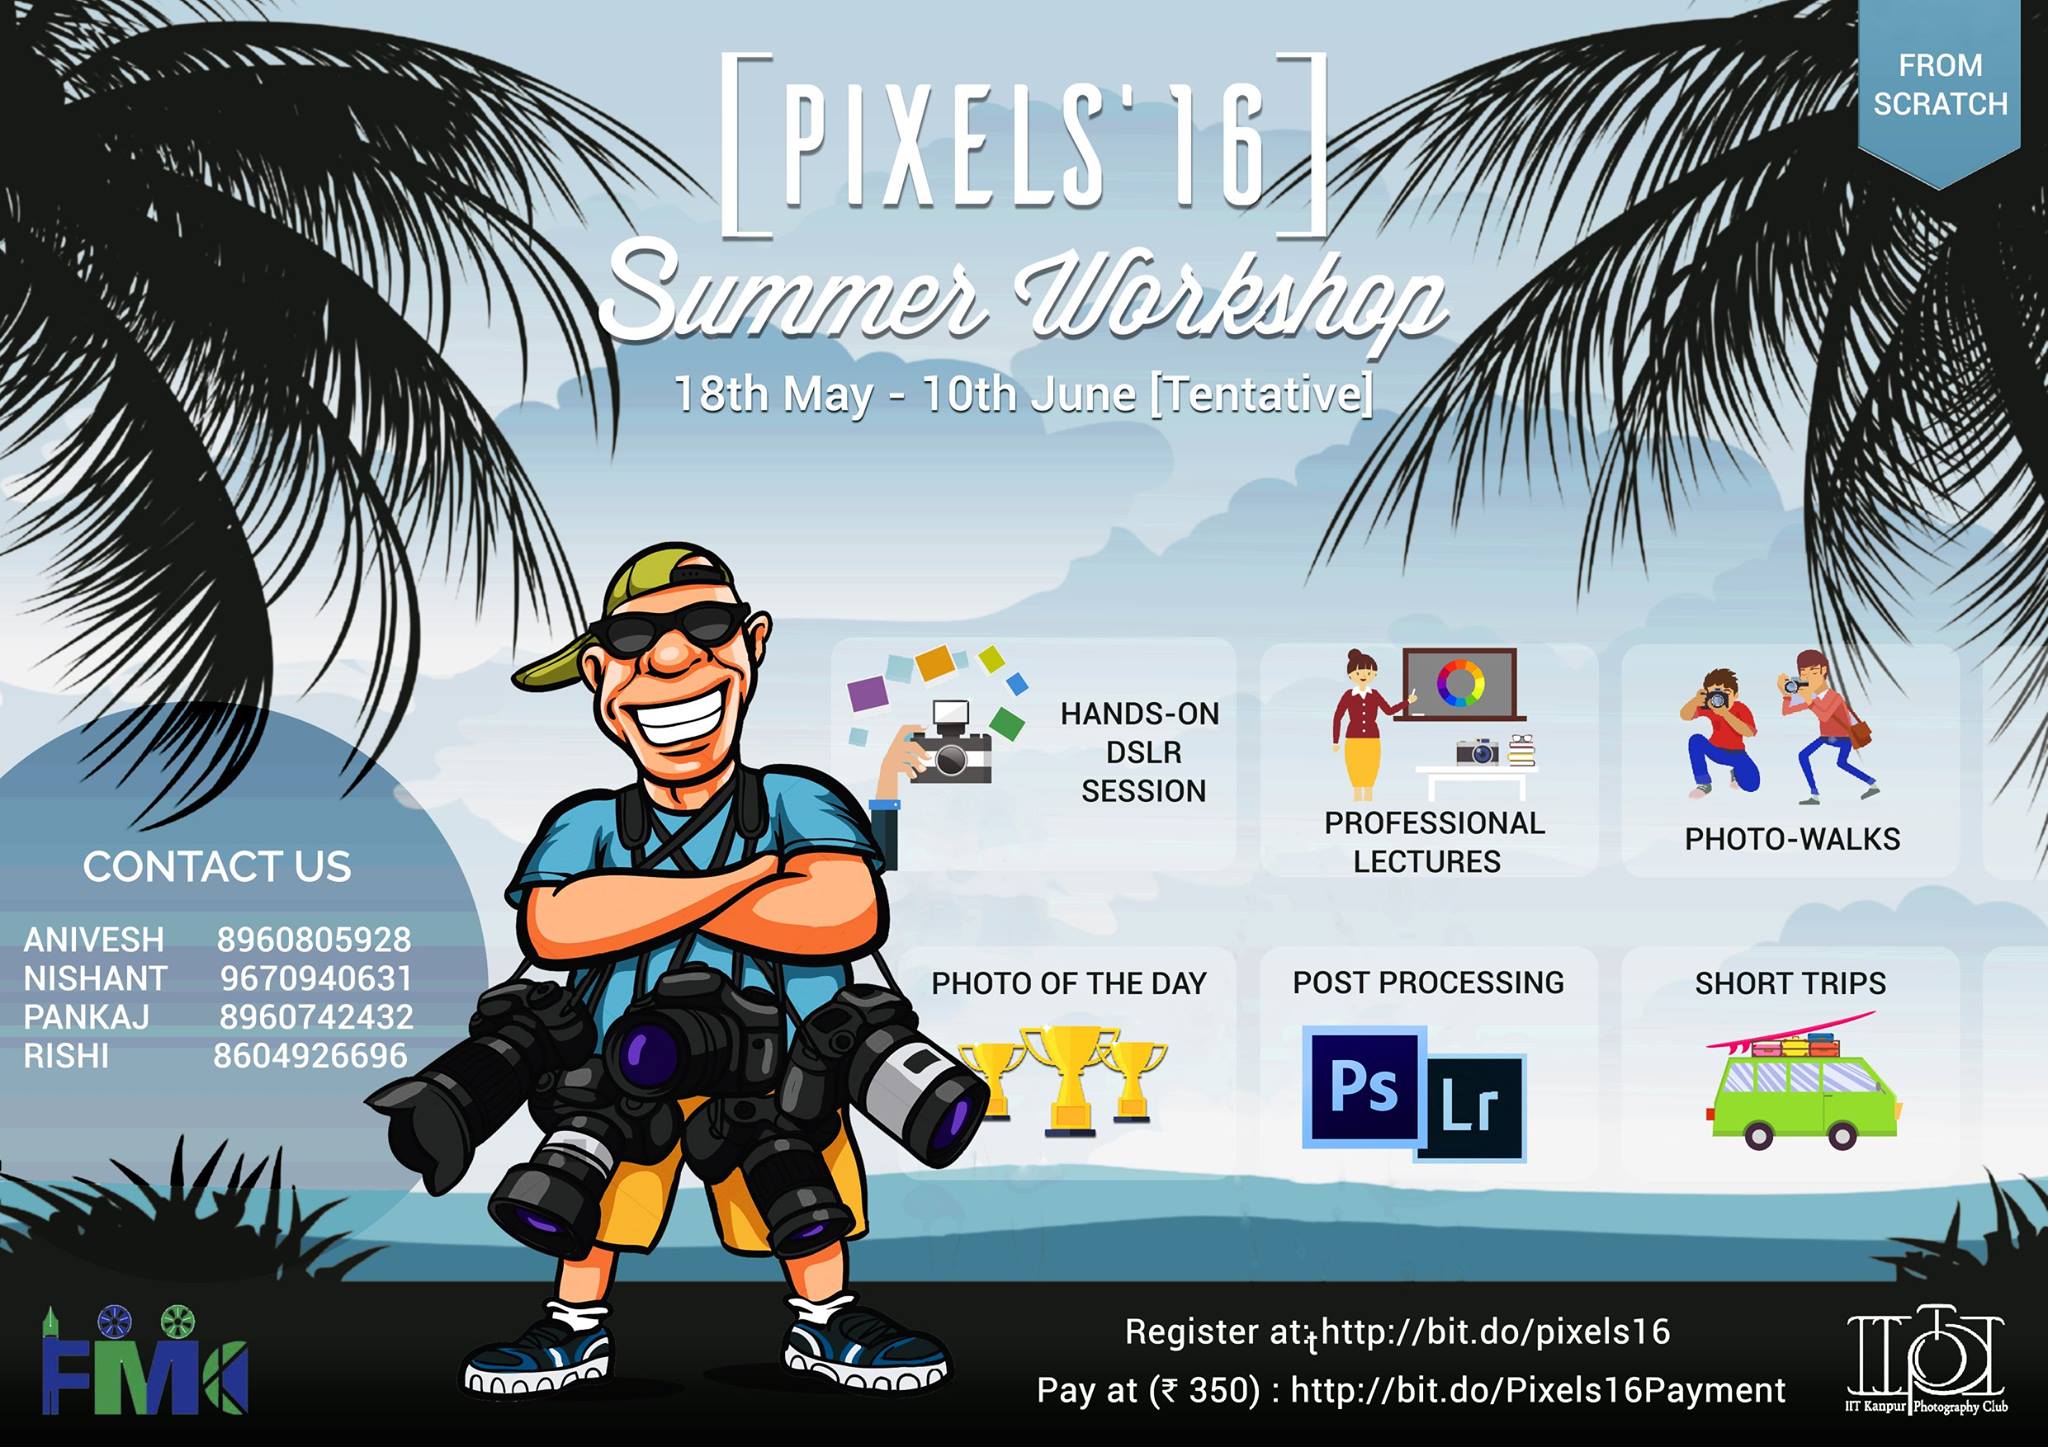 FROM
SCRATCH
[PIXELS'16]
Summer Workshop
18th May - 10th June [Tentative]
HANDS-ON
DSLR
SESSION
PROFESSIONAL
LECTURES
PHOTO-WALKS
CONTACT US
ANIVESH 8960805928
NISHANT 9670940631
PANKAJ 8960742432
RISHI 8604926696
PHOTO OF THE DAY
POST PROCESSING
Ps
Lr
SHORT TRIPS
Register at:http://bit.do/pixels16
Pay at (₹ 350) : http://bit.do/Pixels16Payment
FMC
IIT Kanpur Photography Club